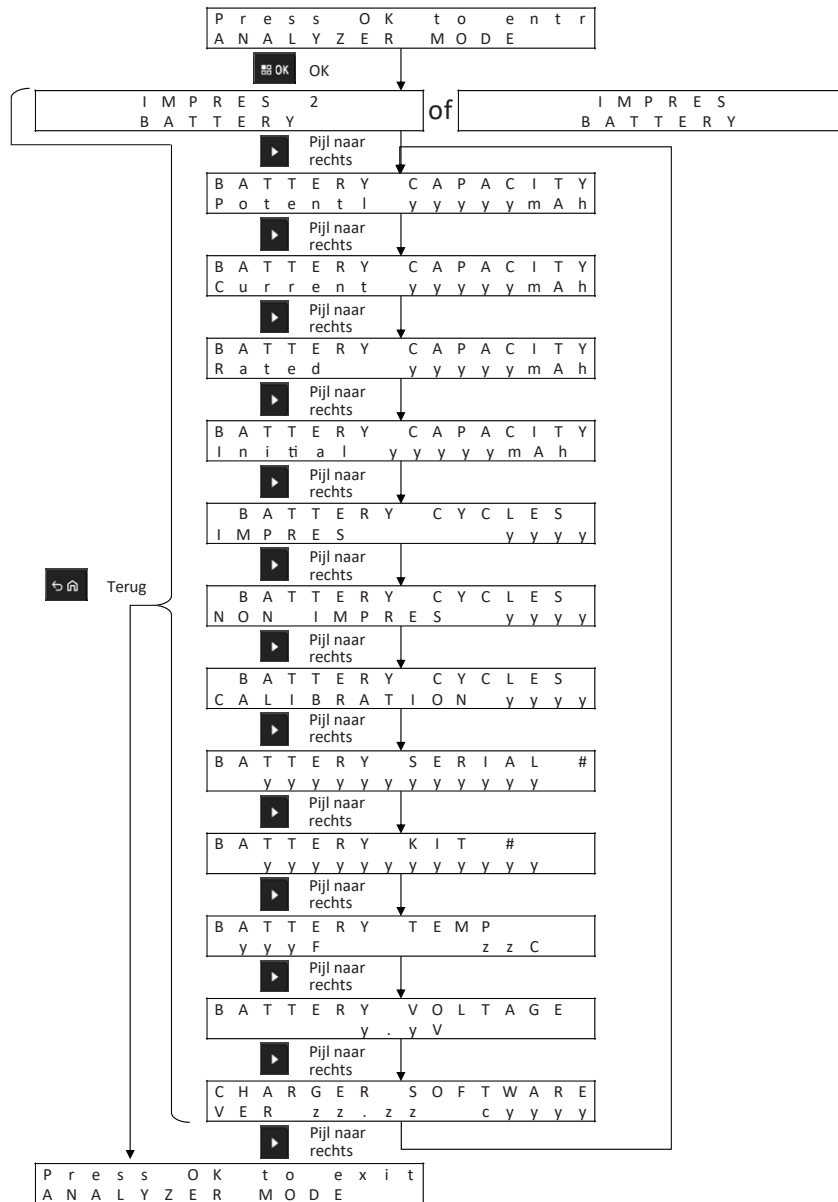 Press OK to entr
ANALYZER MODE
OK OK
IMPRES 2
BATTERY
of
IMPRES
BATTERY
Pijl naar
rechts
BATTERY CAPACITY
Potentl yyyyymAh
Pijl naar
rechts
BATTERY CAPACITY
Current yyyyymAh
Pijl naar
rechts
BATTERY CAPACITY
Rated yyyyymAh
Pijl naar
rechts
BATTERY CAPACITY
Initial yyyyymAh
Pijl naar
rechts
BATTERY CYCLES
IMPRES yyyy
Pijl naar
rechts
Terug
BATTERY CYCLES
NON IMPRES yyyy
Pijl naar
rechts
BATTERY CYCLES
CALIBRATION yyyy
Pijl naar
rechts
BATTERY SERIAL #
yyyyyyyyyyyy
Pijl naar
rechts
BATTERY KIT #
yyyyyyyyyyyy
Pijl naar
rechts
BATTERY TEMP
yyyF zzC
Pijl naar
rechts
BATTERY VOLTAGE
y.yV
Pijl naar
rechts
CHARGER SOFTWARE
VER zz.zz cyyyy
Pijl naar
rechts
Press OK to exit
ANALYZER MODE